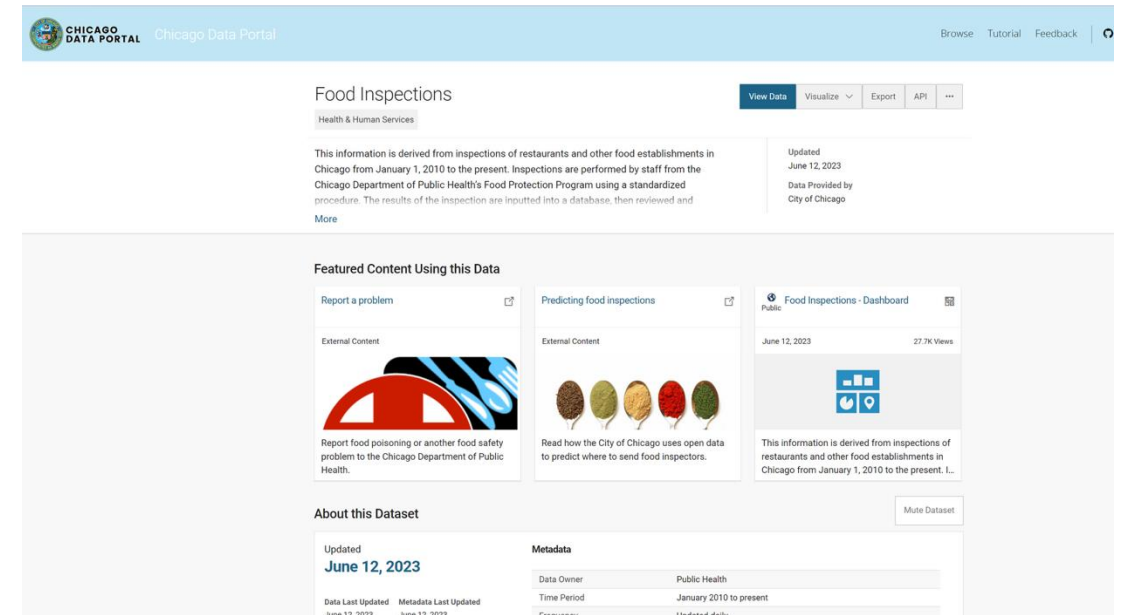 CHICAGO
DATA PORTAL
Chicago Data Portal
Browse Tutorial Feedback
Food Inspections
View Data Visualize Export API ...
Health & Human Services
This information is derived from inspections of restaurants and other food establishments in
Chicago from January 1, 2010 to the present. Inspections are performed by staff from the
Chicago Department of Public Health's Food Protection Program using a standardized
procedure. The results of the inspection are inputted into a database, then reviewed and
More
Updated
June 12, 2023
Data Provided by
City of Chicago
Featured Content Using this Data
Report a problem
External Content
Report food poisoning or another food safety
problem to the Chicago Department of Public
Health.
Predicting food inspections
External Content
Read how the City of Chicago uses open data
to predict where to send food inspectors.
Public
Food Inspections - Dashboard
June 12, 2023 27.7K Views
This information is derived from inspections of
restaurants and other food establishments in
Chicago from January 1, 2010 to the present. I...
About this Dataset
Mute Dataset
Updated
June 12, 2023
Data Last Updated Metadata Last Updated
June 12, 2023 June 12, 2023
Metadata
Data Owner Public Health
Time Period January 2010 to present
Frequency Updated daily